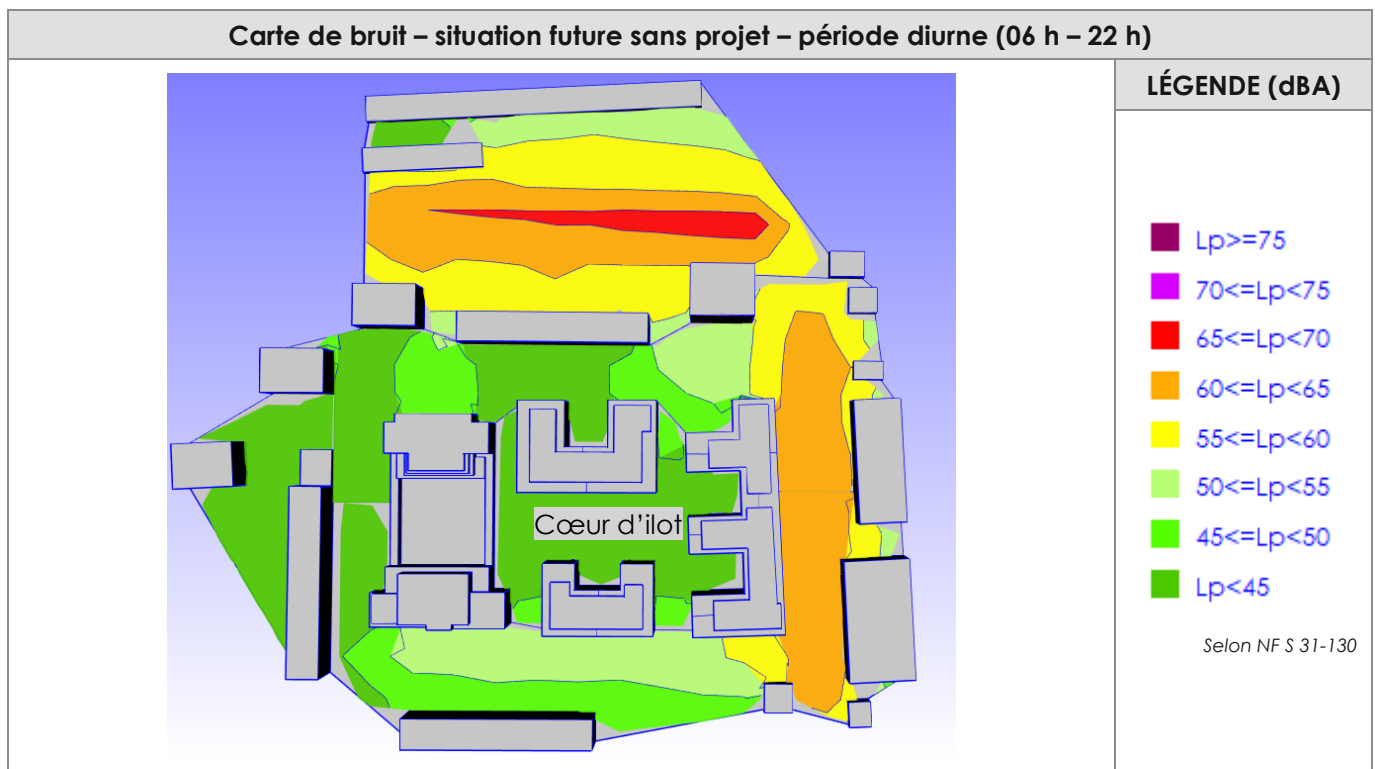 Carte de bruit – situation future sans projet – période diurne (06 h – 22 h)
LÉGENDE (dBA)
Cœur d'ilot
Lp>=75
70<=Lp<75
65<=Lp<70
60<=Lp<65
55<=Lp<60
50<=Lp<55
45<=Lp<50
Lp<45
Selon NF S 31-130